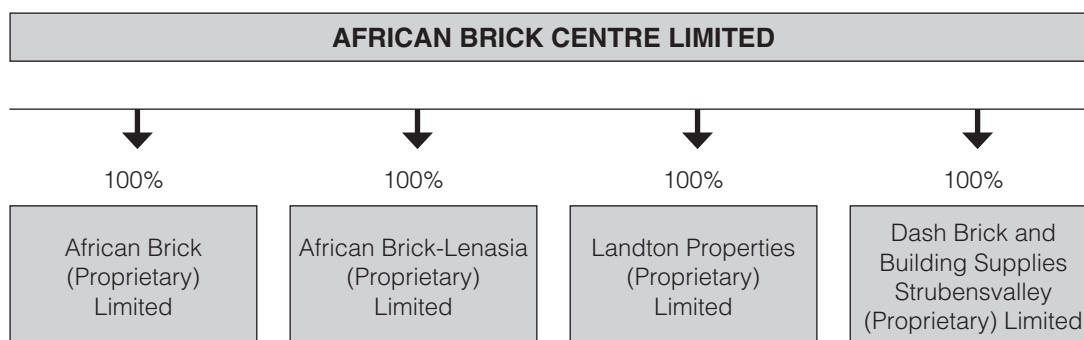 AFRICAN BRICK CENTRE LIMITED
100%
100%
100%
100%
African Brick
(Proprietary)
Limited
African Brick-Lenasia
(Proprietary)
Limited
Landton Properties
(Proprietary)
Limited
Dash Brick and
Building Supplies
Strubensvalley
(Proprietary) Limited